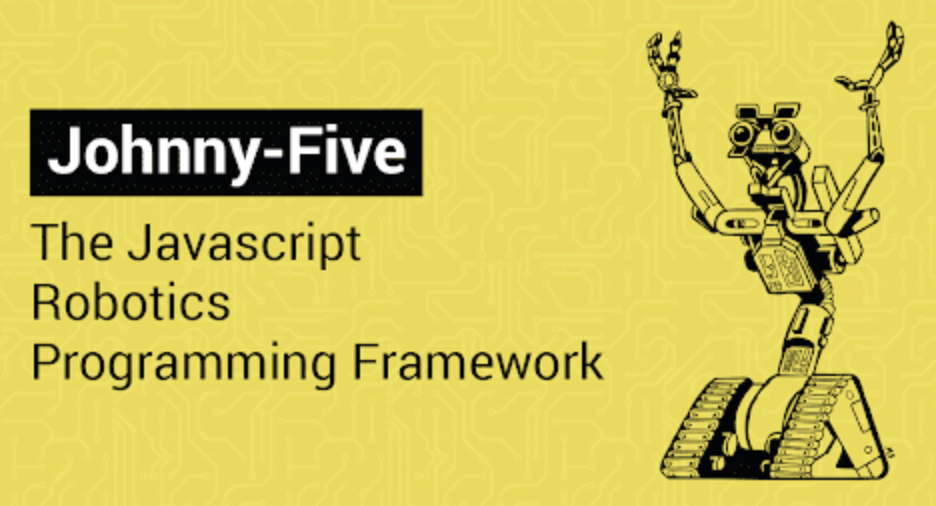 Johnny-Five
The Javascript
Robotics
Programming Framework